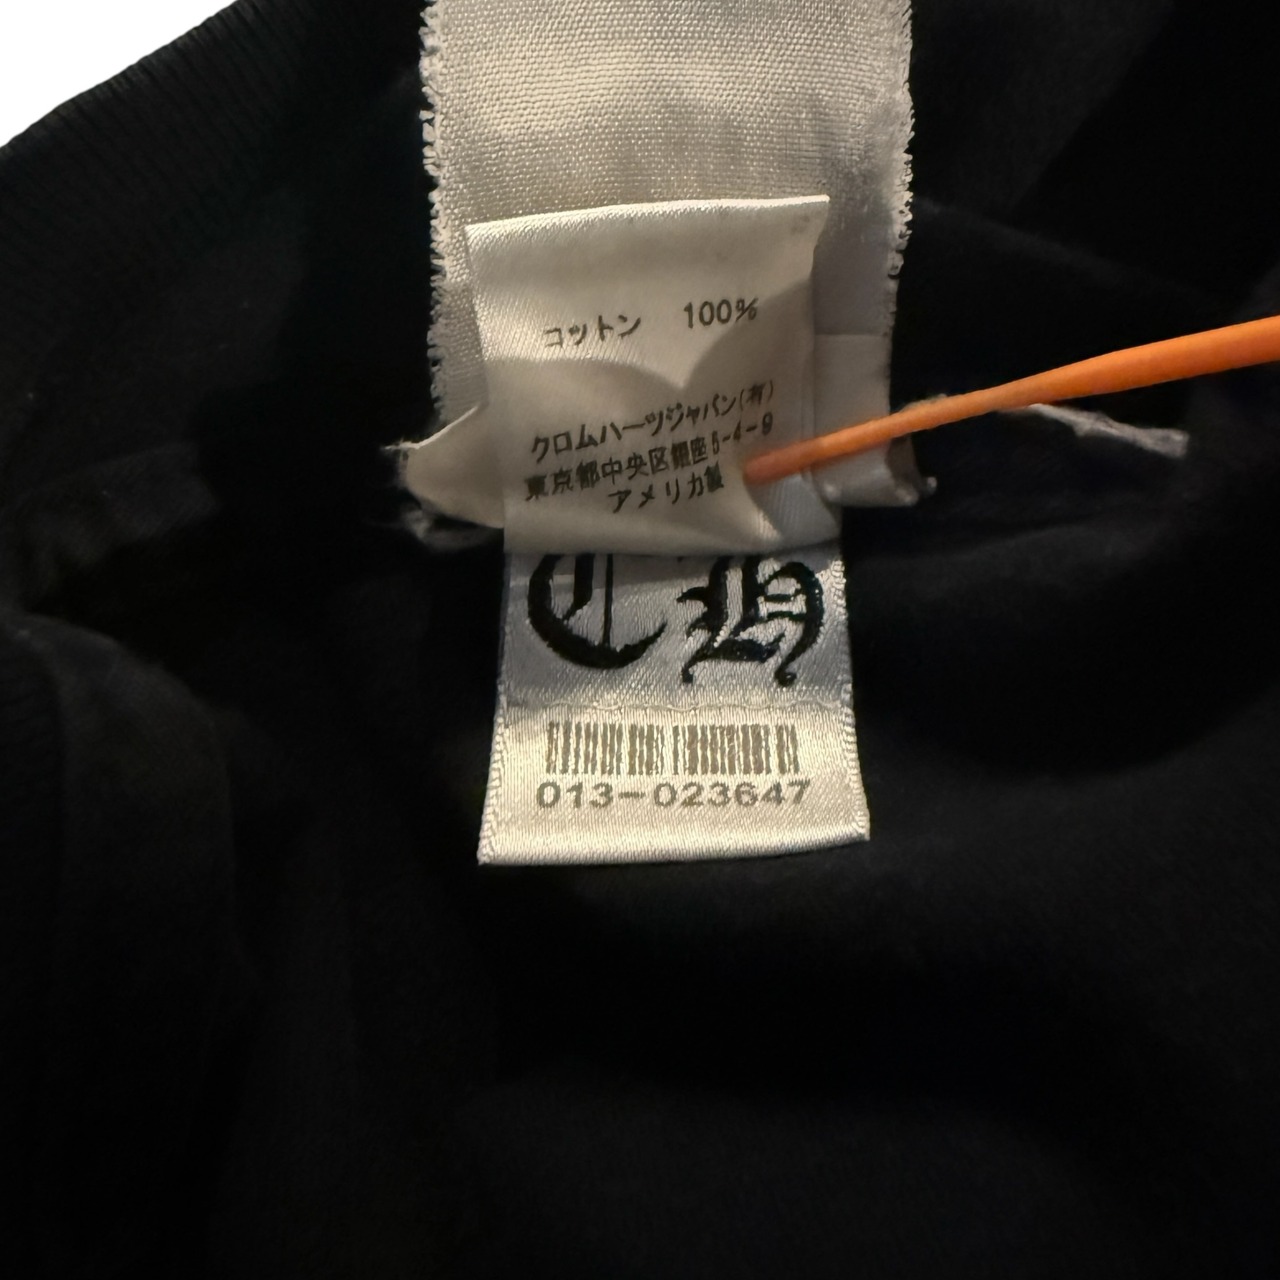 コットン 100%
クロムハーツジャパン(有)
東京都中央区銀座5-4-9
アメリカ製
CH
013-023647